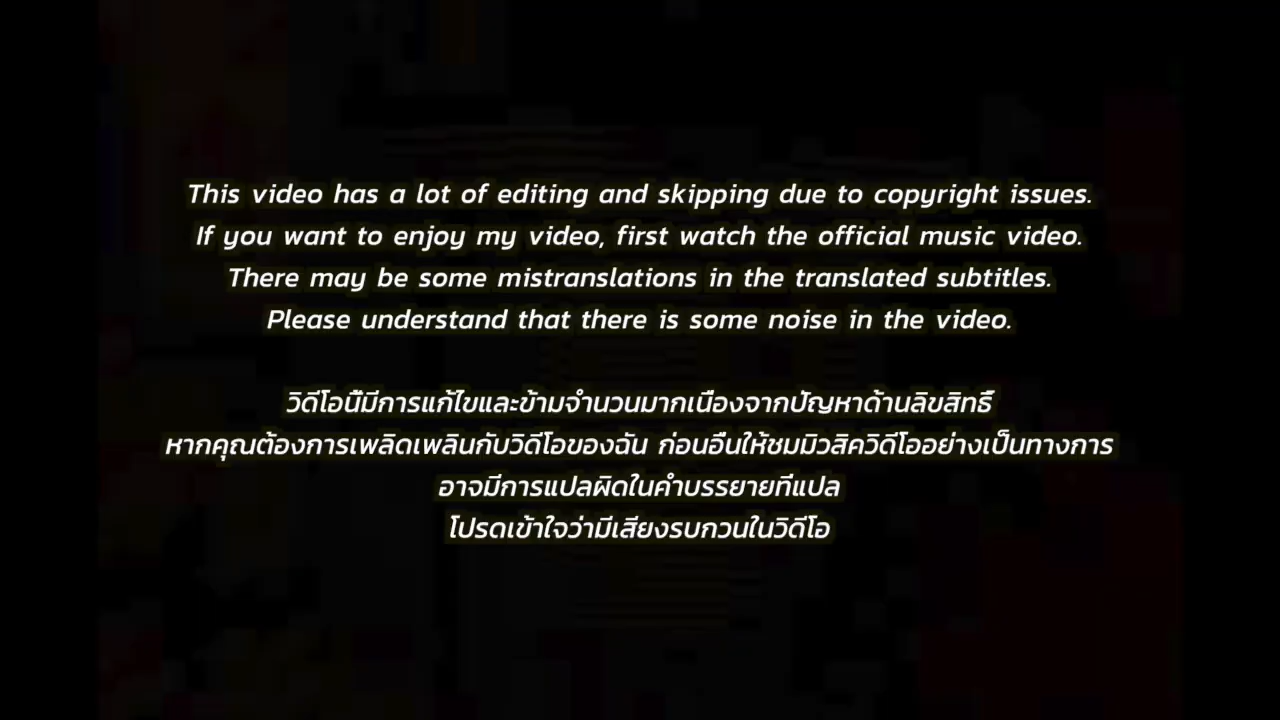 This video has a lot of editing and skipping due to copyright issues.
If you want to enjoy my video, first watch the official music video.
There may be some mistranslations in the translated subtitles.
Please understand that there is some noise in the video.
วิดีโอนี้มีการแก้ไขและข้ามจำนวนมากเนื่องจากปัญหาด้านลิขสิทธิ์
หากคุณต้องการเพลิดเพลินกับวิดีโอของฉัน ก่อนอื่นให้ชมมิวสิควิดีโออย่างเป็นทางการ
อาจมีการแปลผิดในคำบรรยายที่แปล
โปรดเข้าใจว่ามีเสียงรบกวนในวิดีโอ